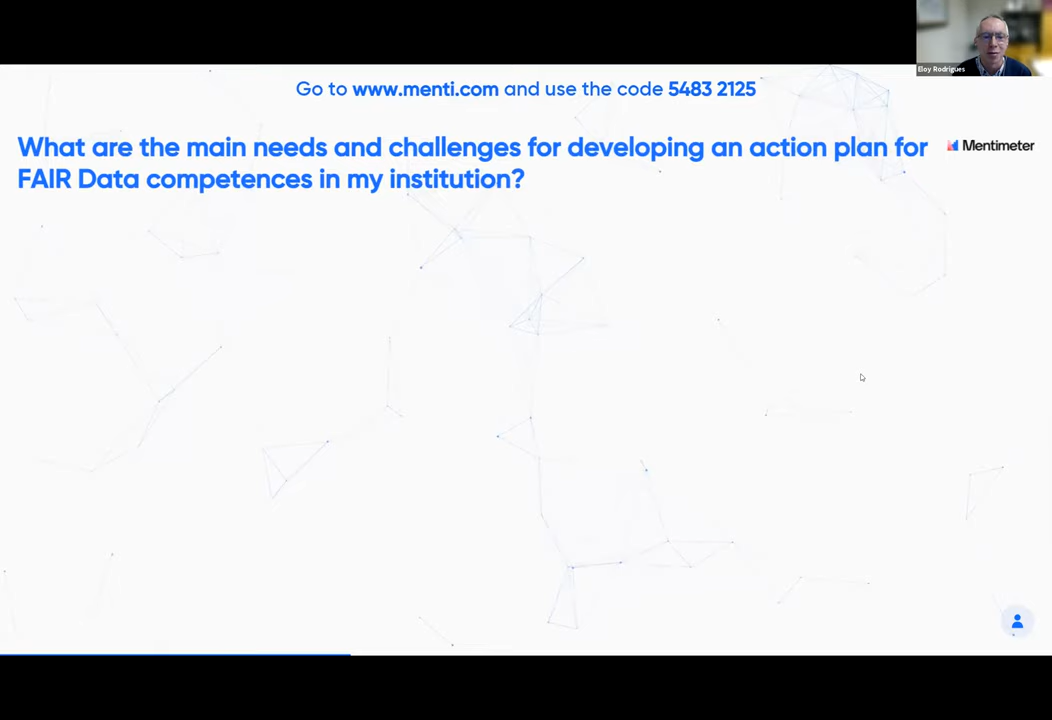 Eloy Rodrigues
Go to www.menti.com and use the code 5483 2125
What are the main needs and challenges for developing an action plan for
FAIR Data competences in my institution?
Mentimeter